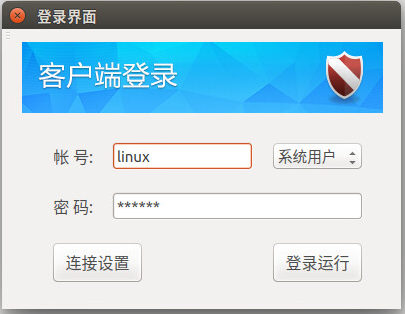 登录界面
客户端登录
帐 号: linux 系统用户
密 码: ******
连接设置 登录运行